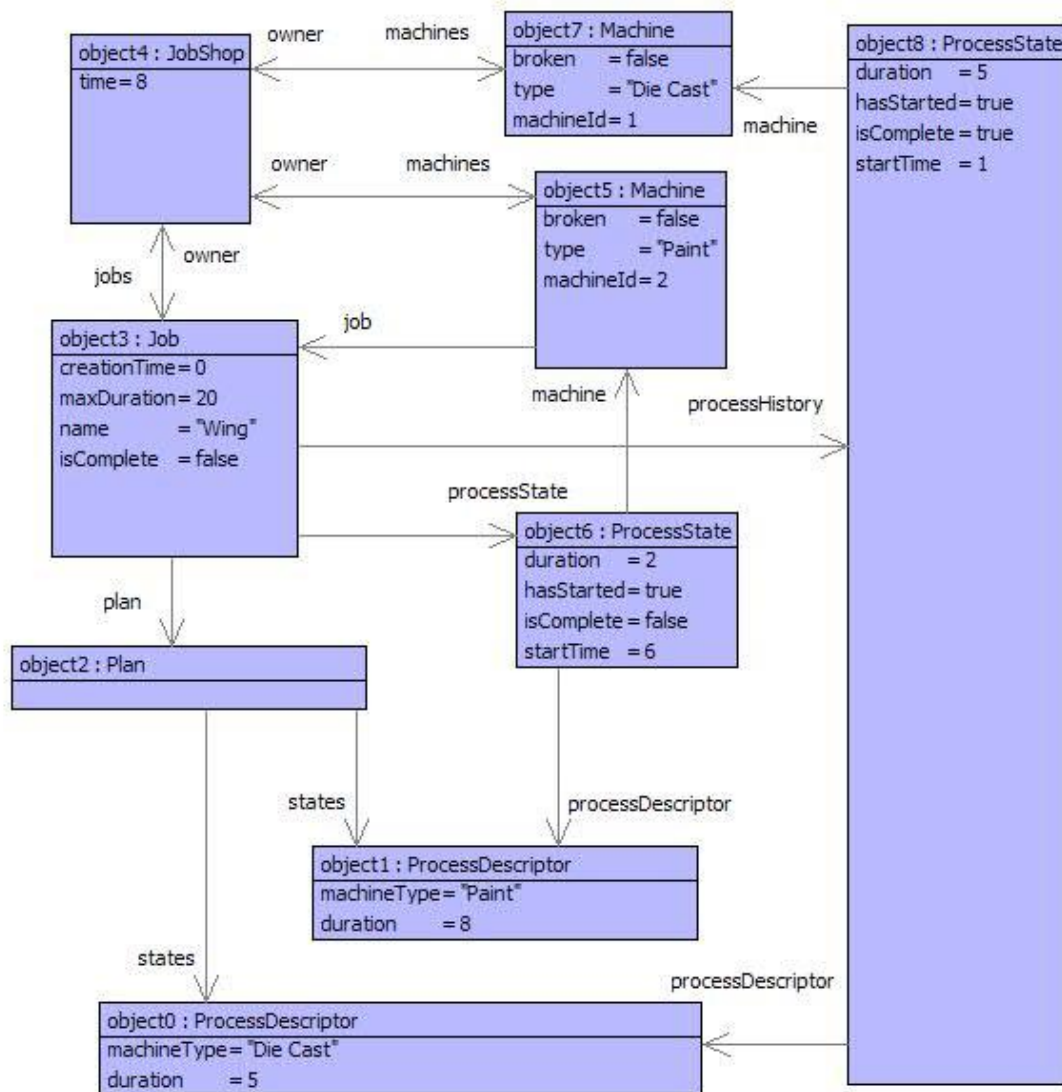 owner
machines
object7 : Machine
broken = false
type = "Die Cast"
machineId = 1
object4 : JobShop
time = 8
object8 : ProcessState
duration = 5
hasStarted = true
isComplete = true
startTime = 1
machine
owner
machines
object5 : Machine
broken = false
type = "Paint"
machineId = 2
owner
jobs
job
object3 : Job
creationTime = 0
maxDuration = 20
name = "Wing"
isComplete = false
machine
processHistory
processState
object6 : ProcessState
duration = 2
hasStarted = true
isComplete = false
startTime = 6
plan
object2 : Plan
states
processDescriptor
object1 : ProcessDescriptor
machineType = "Paint"
duration = 8
states
processDescriptor
object0 : ProcessDescriptor
machineType = "Die Cast"
duration = 5